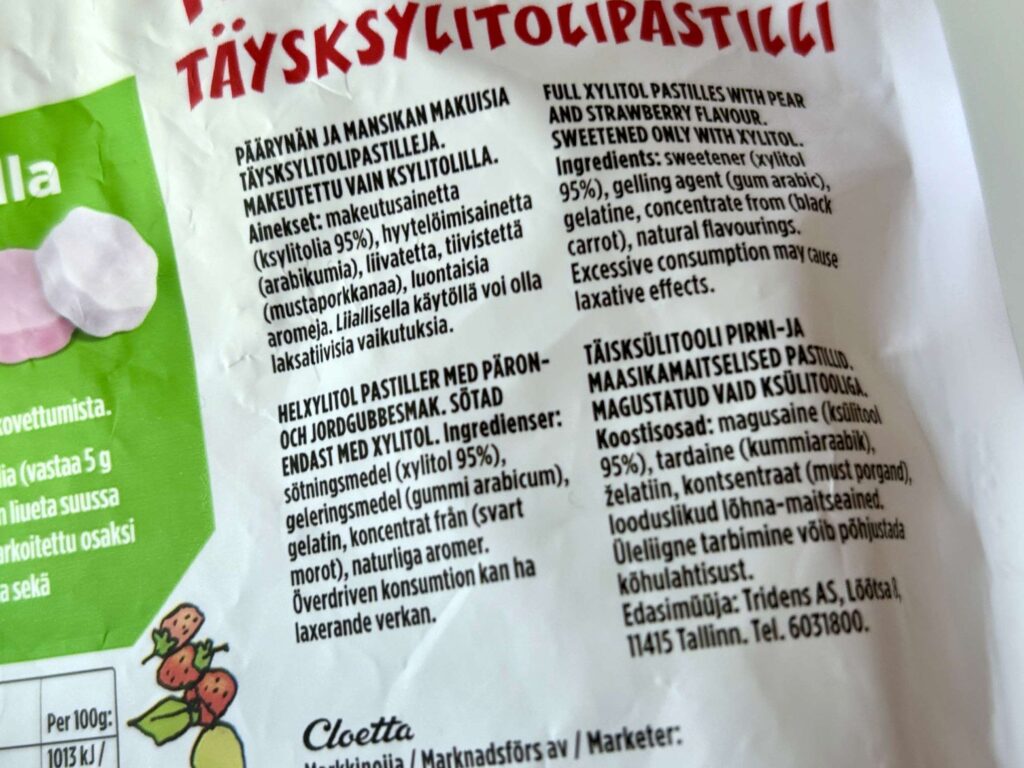 TÄYSKSYLITOLIPASTILLI
lla
kovettumista.
(vastaa 5 g
liueta suussa
osaksi
sekä
PÄÄRYNÄN JA MANSIKAN MAKUISIA
TÄYSKSYLITOLIPASTILLEJA.
MAKEUTETTU VAIN KSYLITOLILLA.
Ainekset: makeutusainetta
(ksylitolia 95%), hyytelöimisainetta
(arabikumia), liivatetta, tiivistettä
(mustaporkkanaa), luontaisia
aromeja. Liiallisella käytöllä voi olla
laksatiivisia vaikutuksia.
HELXYLITOL PASTILLER MED PÄRON-
OCH JORDGUBBESMAK. SÖTAD
ENDAST MED XYLITOL. Ingredienser:
sötningsmedel (xylitol 95%),
geleringsmedel (gummi arabicum),
gelatin, koncentrat från (svart
morot), naturliga aromer.
Överdriven konsumtion kan ha
laxerande verkan.
FULL XYLITOL PASTILLES WITH PEAR
AND STRAWBERRY FLAVOUR.
SWEETENED ONLY WITH XYLITOL.
Ingredients: sweetener (xylitol
95%), gelling agent (gum arabic),
gelatine, concentrate from (black
carrot), natural flavourings.
Excessive consumption may cause
laxative effects.
TÄISKSÜLITOOLI PIRNI-JA
MAASIKAMAITSELISED PASTILLID.
MAGUSTATUD VAID KSÜLITOOLIGA.
Koostisosad: magusaine (ksülitool
95%), tardaine (kummiaraabik),
želatiin, kontsentraat (must porgand),
looduslikud lõhna-maitseained.
Üleliigne tarbimine võib põhjustada
kõhulahtisust.
Edasimüüja: Tridens AS, Lõõtsa
11415 Tallinn. Tel. 6031800.
Per 100g:
1013 kJ /
Cloetta
Markkinoija / Marknadsförs av / Marketer: